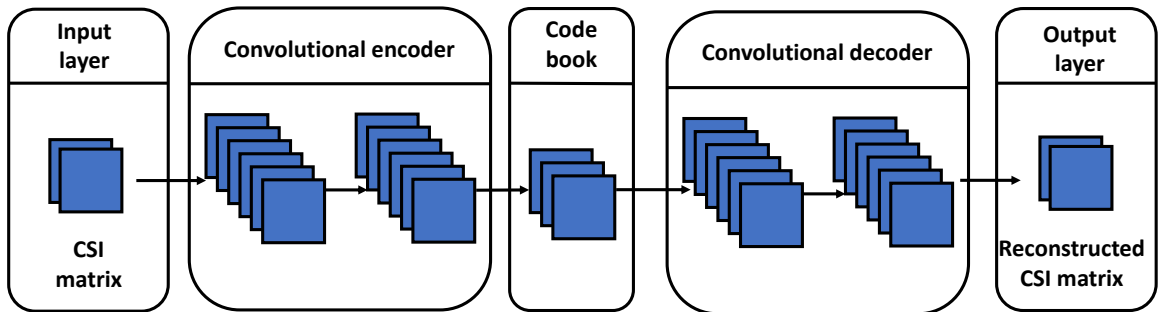 Input
layer
CSI
matrix
Convolutional encoder
Code
book
Convolutional decoder
Output
layer
Reconstructed
CSI matrix